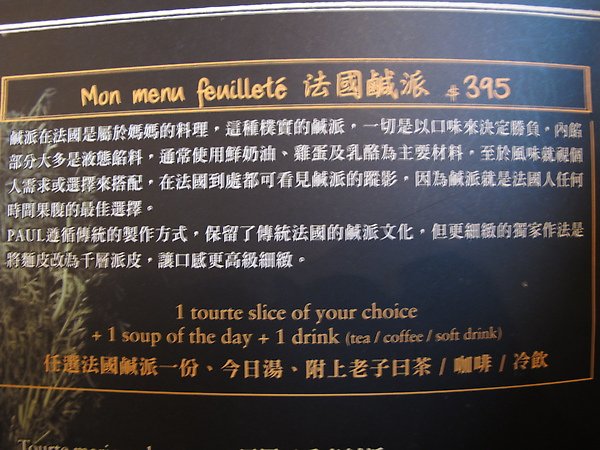 Mon menu feuilleté 法國鹹派 $395
鹹派在法國是屬於媽媽的料理，這種樸實的鹹派，一切是以口味來決定勝負，內餡
部分大多是液態餡料，通常使用鮮奶油、雞蛋及乳酪為主要材料，至於風味就視個
人需求或選擇來搭配，在法國到處都可看見鹹派的蹤影，因為鹹派就是法國人任何
時間果腹的最佳選擇。
PAUL遵循傳統的製作方式，保留了傳統法國的鹹派文化，但更細緻的獨家作法是
將麵皮改為千層派皮，讓口感更高級細緻。
1 tourte slice of your choice
+ 1 soup of the day + 1 drink (tea / coffee / soft drink)
任選法國鹹派一份、今日湯、附上老子曰茶 / 咖啡 / 冷飲